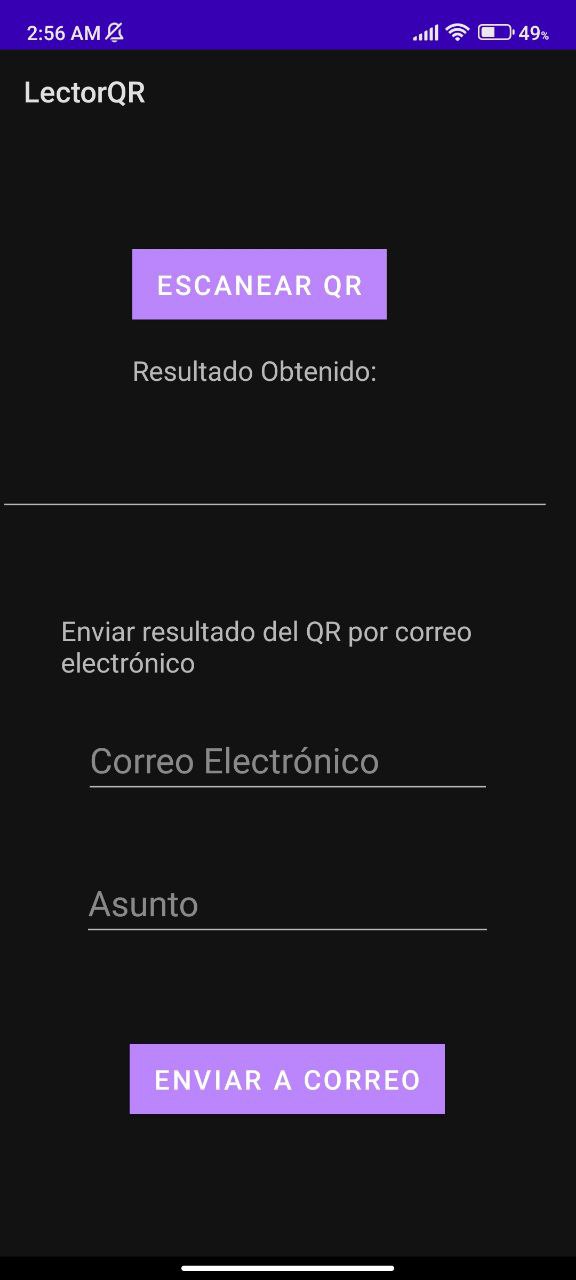 2:56 AM 49%
LectorQR
ESCANEAR QR
Resultado Obtenido:
Enviar resultado del QR por correo
electrónico
Correo Electrónico
Asunto
ENVIAR A CORREO